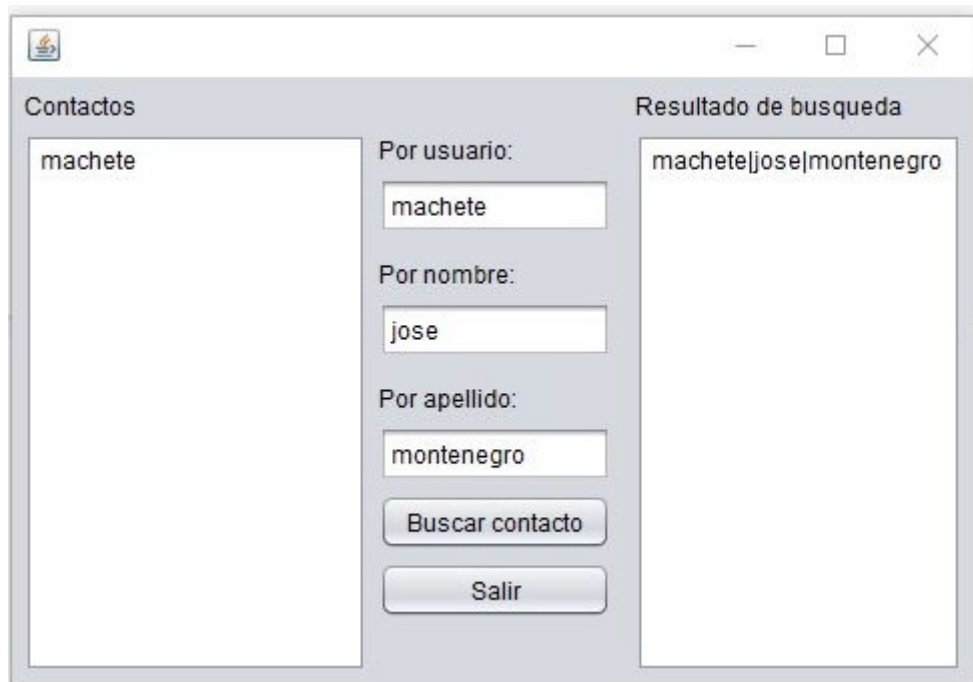 Contactos
machete
Por usuario:
machete
Por nombre:
jose
Por apellido:
montenegro
Buscar contacto
Salir
Resultado de busqueda
machete|jose|montenegro